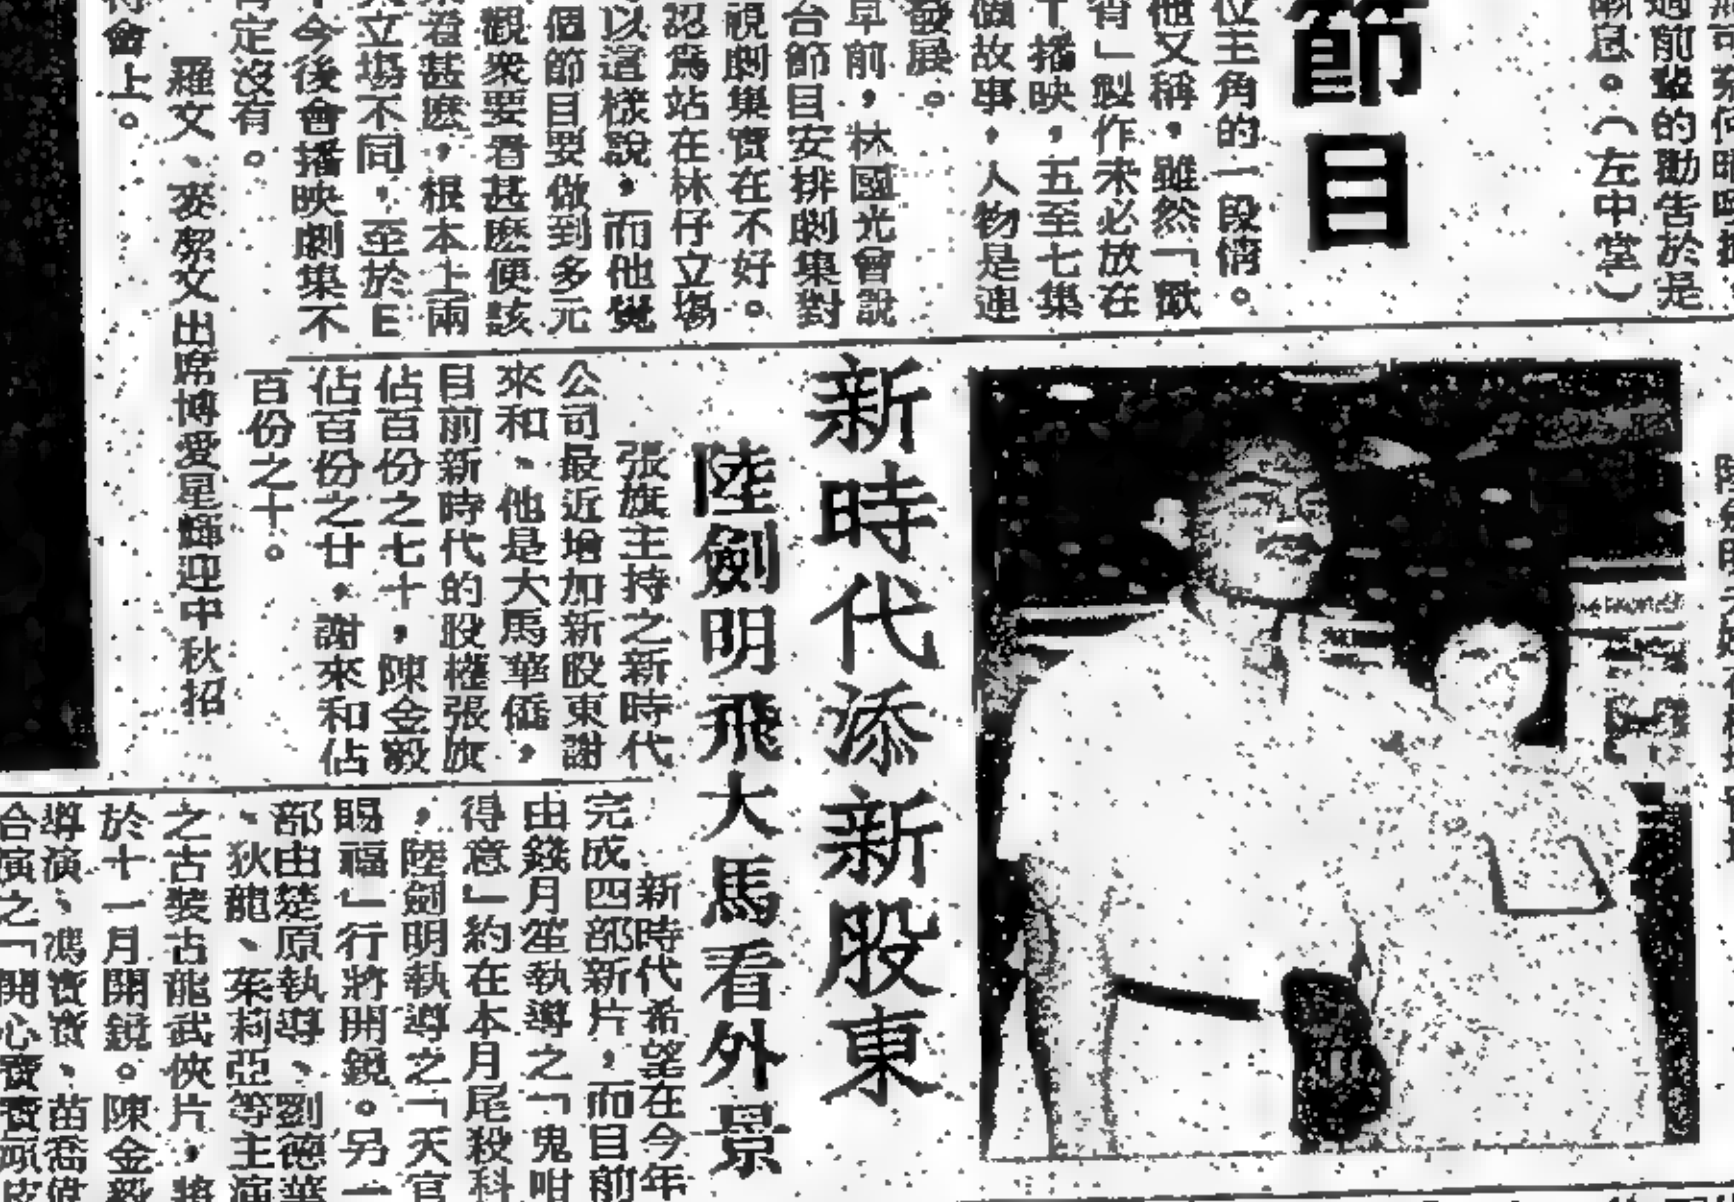 過前輩的勸告於是
息。（左中堂）
節目
位主角的一段情。
他又稱，雖然「歡
宵」製作未必放在
十播映，五至七集
個故事，人物是連
發展。
早前，林國光會說
台節目安排劇集對
視劇集實在不好。
認為站在林仔立場
以這樣說，而他覺
個節目要做到多元
觀衆要看甚麽便該
看甚麽，根本上兩
立場不同，至於E
今後會播映劇集不
定沒有。
羅文、麥潔文出席博愛星輝迎中秋招
會上。
新時代添新股東
陸劍明飛大馬看外景
張旗主持之新時代
公司最近增加新股東謝
來和、他是大馬華僑，
目前新時代的股權張旗
佔百份之七十，陳金毅
佔百份之廿，謝來和佔
百份之十。
新時代希望在今年
完成四部新片，而目前
由錢月笙執導之「鬼咁
得意」約在本月尾殺科
，陸劍明執導之「天官
賜福」行將開鏡。另一
部由楚原執導、劉德華
、狄龍、茱莉亞等主演
之古裝古龍武俠片，將
於十一月開鏡。陳金毅
導演、馮寶寶、苗喬偉
合演之「開心寶寶